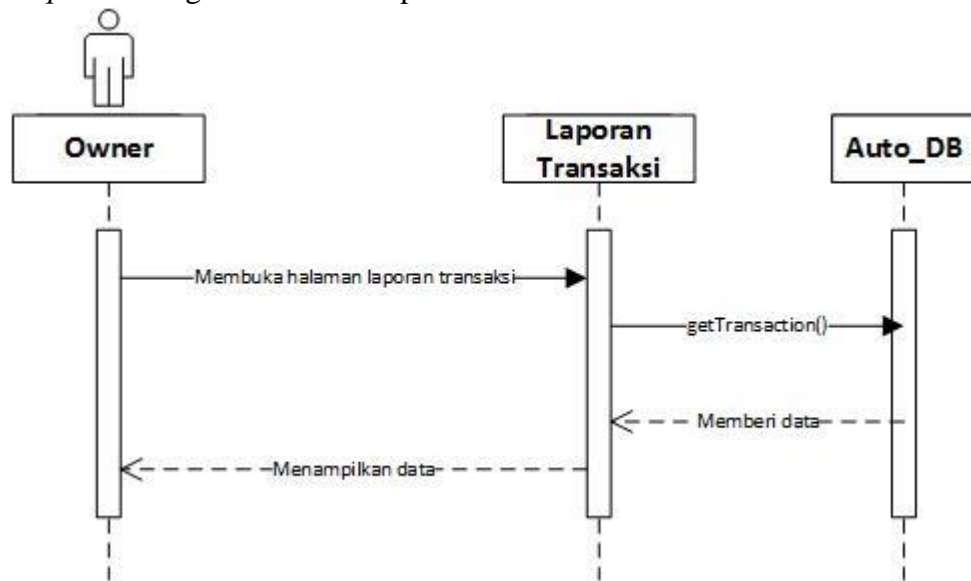 Owner
Laporan
Transaksi
Auto_DB
Membuka halaman laporan transaksi
getTransaction()
Memberi data
Menampilkan data